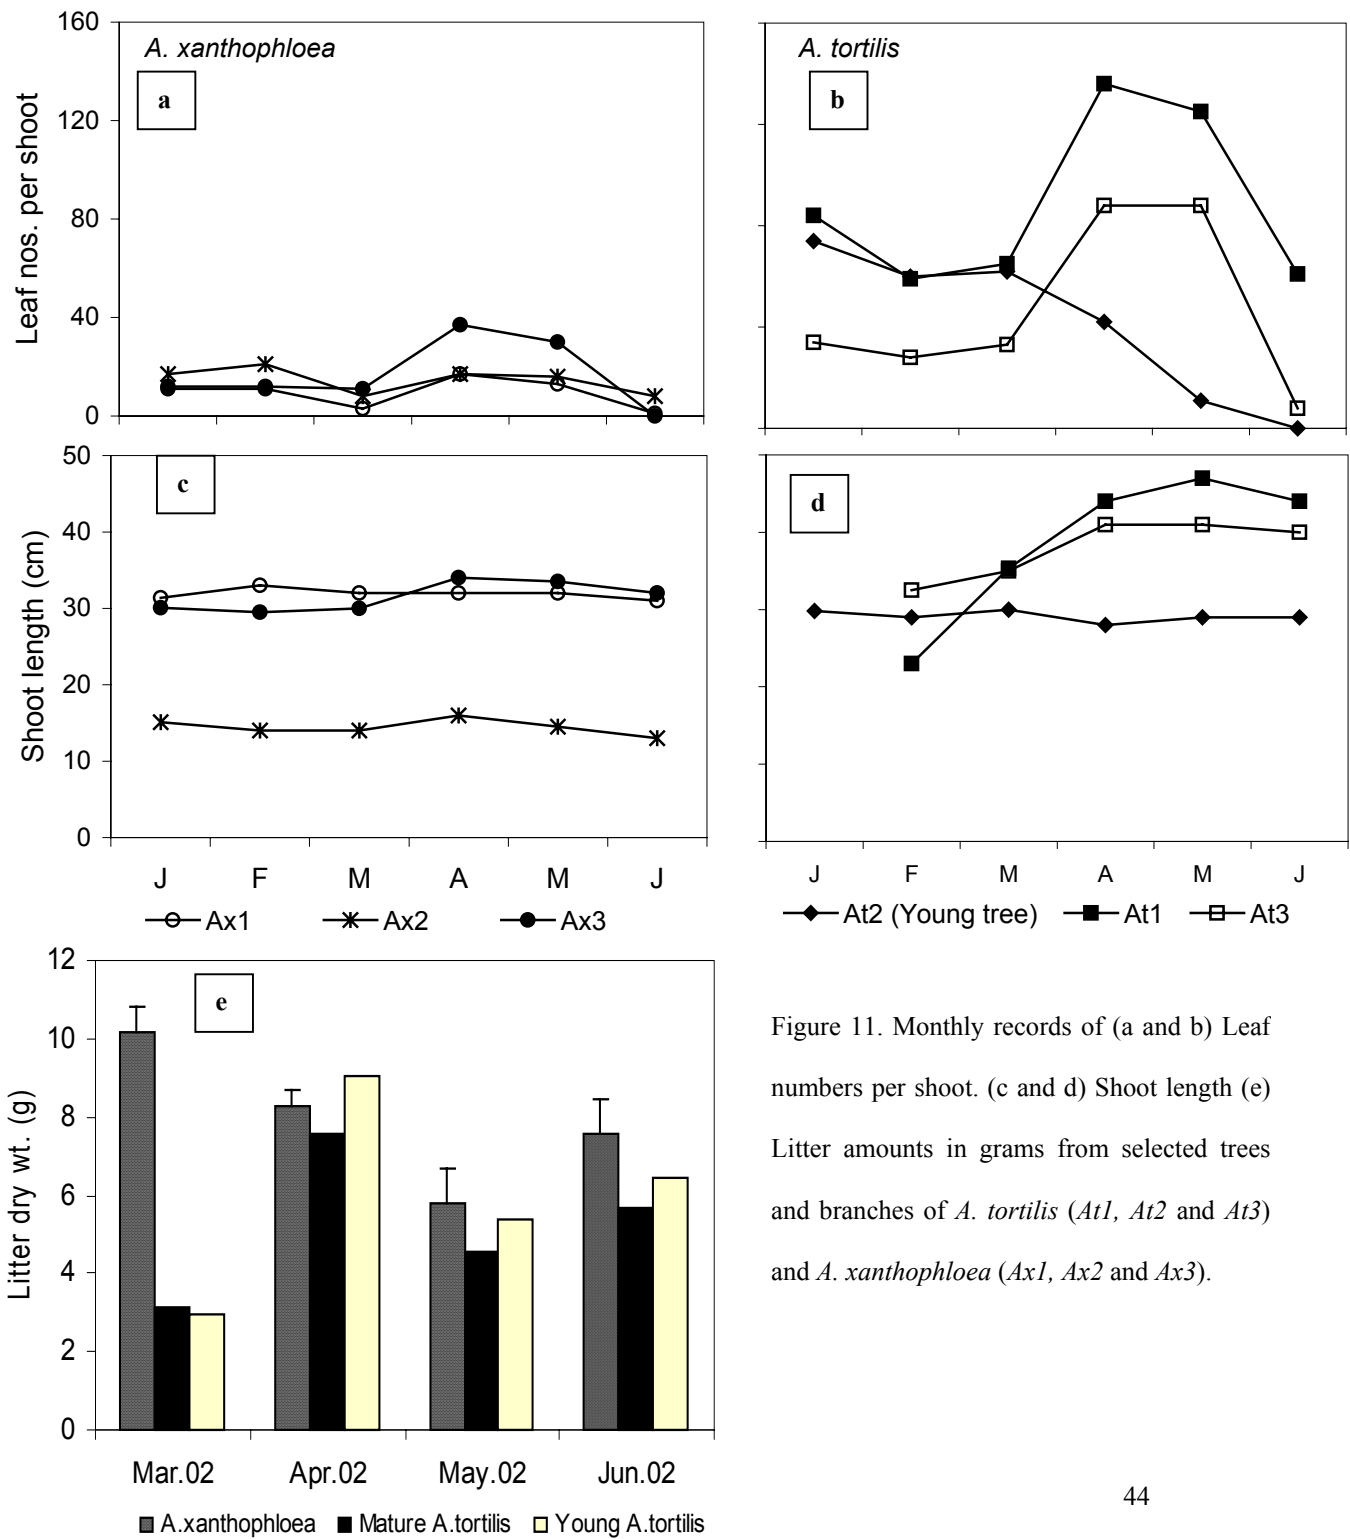 A. xanthophloea
a
160
120
80
40
0
Leaf nos. per shoot
A. tortilis
b
c
50
40
30
20
10
0
Shoot length (cm)
J F M A M J
Ax1 Ax2 Ax3
d
J F M A M J
At2 (Young tree) At1 At3
e
12
10
8
6
4
2
0
Litter dry wt. (g)
Mar.02 Apr.02 May.02 Jun.02
A.xanthophloea Mature A.tortilis Young A.tortilis
Figure 11. Monthly records of (a and b) Leaf
numbers per shoot. (c and d) Shoot length (e)
Litter amounts in grams from selected trees
and branches of A. tortilis (At1, At2 and At3)
and A. xanthophloea (Ax1, Ax2 and Ax3).
44